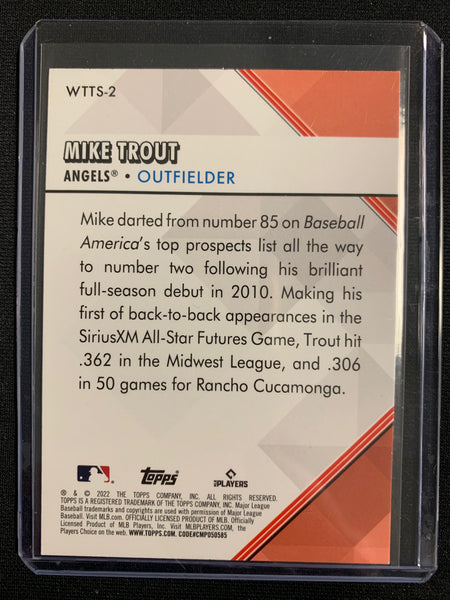 WTTS-2
MIKE TROUT
ANGELS® • OUTFIELDER
Mike darted from number 85 on Baseball
America's top prospects list all the way
to number two following his brilliant
full-season debut in 2010. Making his
first of back-to-back appearances in the
SiriusXM All-Star Futures Game, Trout hit
.362 in the Midwest League, and .306
in 50 games for Rancho Cucamonga.
topps PLAYERS
® & © 2022 THE TOPPS COMPANY, INC. ALL RIGHTS RESERVED.
TOPPS IS A REGISTERED TRADEMARK OF THE TOPPS COMPANY, INC. Major League
Baseball trademarks and copyrights are used with permission of Major League
Baseball. Visit MLB.com. OFFICIALLY LICENSED PRODUCT OF MLB. Officially
Licensed Product of MLB Players, Inc. Visit MLBPLAYERS.com, the
Players Choice on the web. WWW.TOPPS.COM. CODE#CMP050585